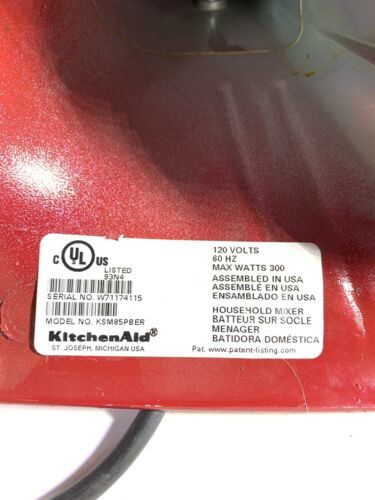 C UL US
LISTED
93N4
SERIAL NO. W71174115
MODEL NO. KSM85PBER
KitchenAid®
ST. JOSEPH, MICHIGAN USA
120 VOLTS
60 HZ
MAX WATTS 300
ASSEMBLED IN USA
ASSEMBLÉ EN USA
ENSAMBLADO EN USA
HOUSEHOLD MIXER
BATTEUR SUR SOCLE
MENAGER
BATIDORA DOMÉSTICA
Pat. www.patent-listing.com